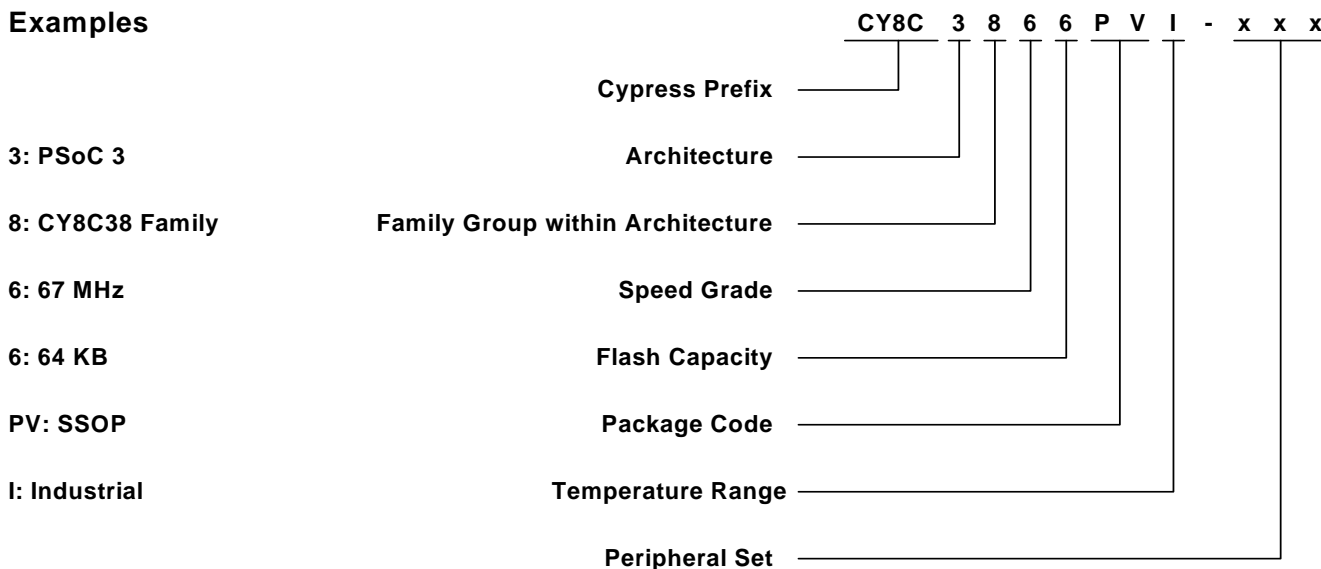 Examples CY8C 3 8 6 6 P V I - x x x
Cypress Prefix
3: PSoC 3 Architecture
8: CY8C38 Family Family Group within Architecture
6: 67 MHz Speed Grade
6: 64 KB Flash Capacity
PV: SSOP Package Code
I: Industrial Temperature Range
Peripheral Set